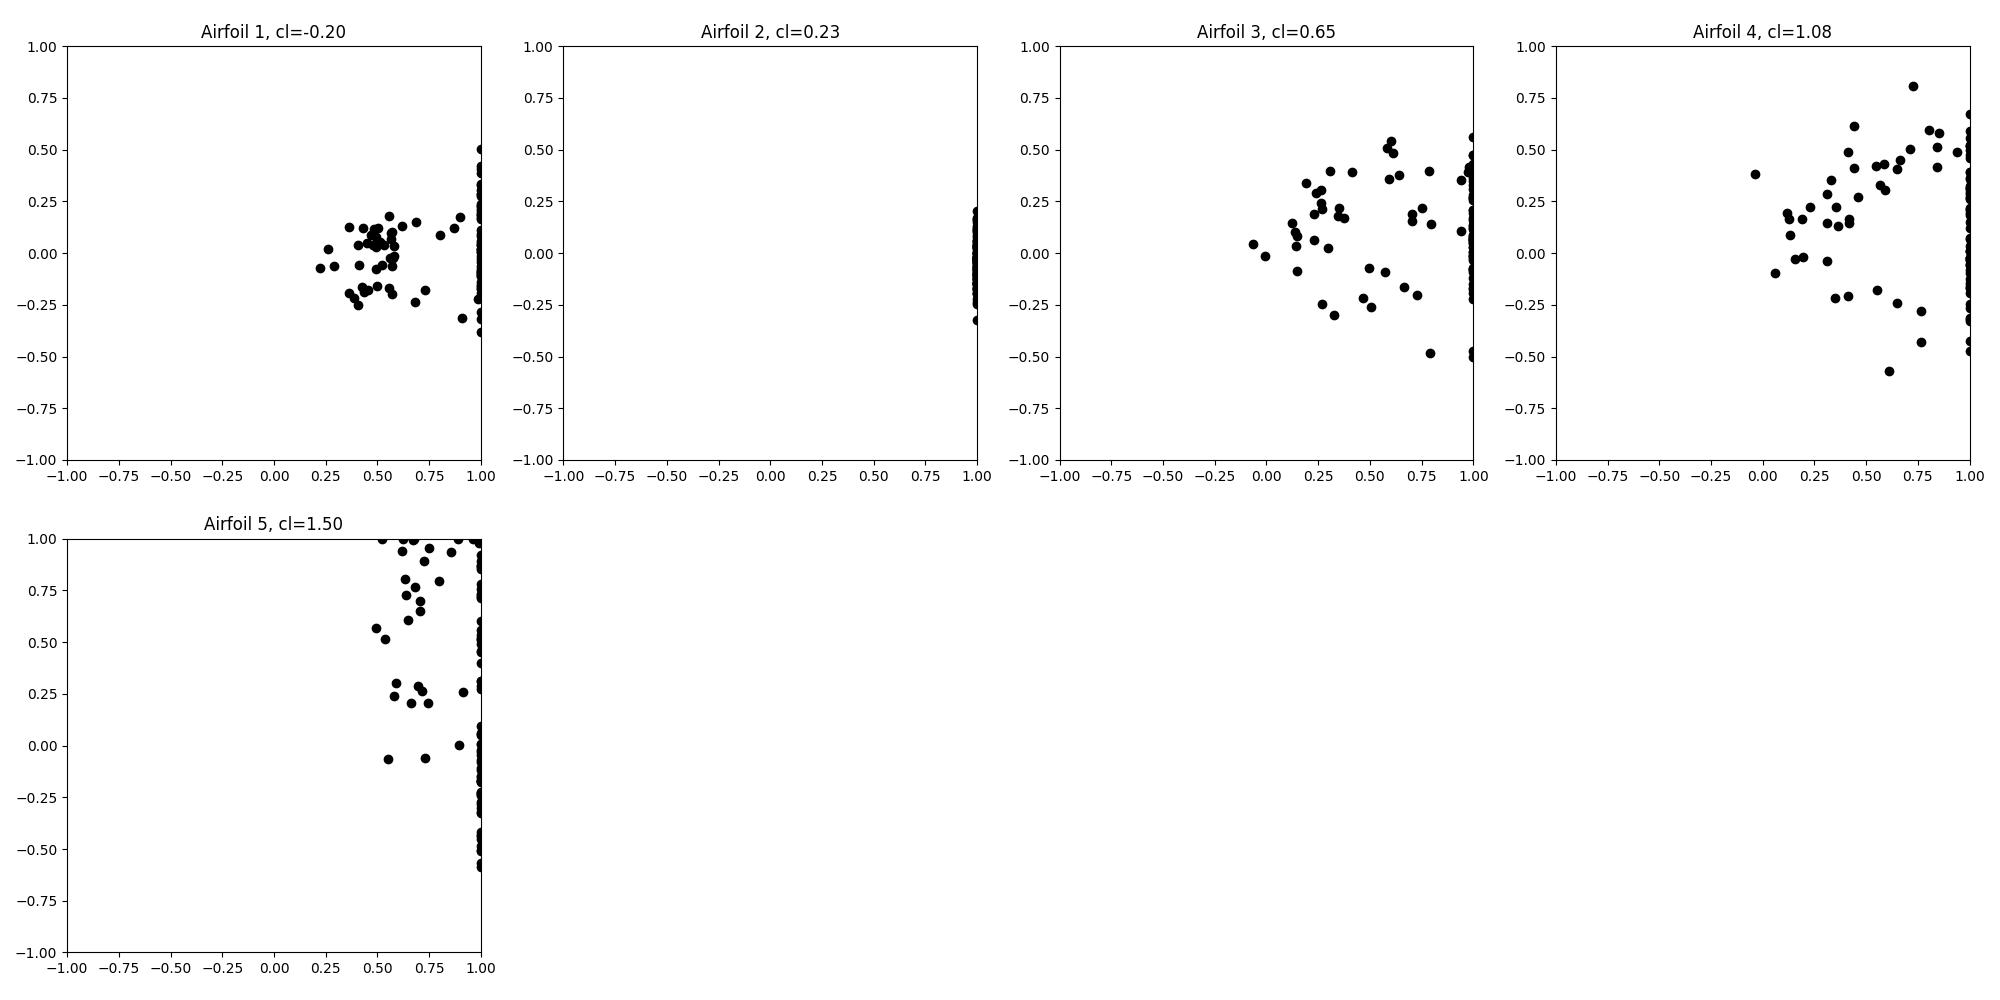 Airfoil 1, cl=-0.20
Airfoil 2, cl=0.23
Airfoil 3, cl=0.65
Airfoil 4, cl=1.08
1.00 1.00 1.00 1.00
0.75 0.75 0.75 0.75
0.50 0.50 0.50 0.50
0.25 0.25 0.25 0.25
0.00 0.00 0.00 0.00
−0.25 −0.25 −0.25 −0.25
−0.50 −0.50 −0.50 −0.50
−0.75 −0.75 −0.75 −0.75
−1.00 −1.00 −1.00 −1.00
−1.00 −0.75 −0.50 −0.25 0.00 0.25 0.50 0.75 1.00
−1.00 −0.75 −0.50 −0.25 0.00 0.25 0.50 0.75 1.00
−1.00 −0.75 −0.50 −0.25 0.00 0.25 0.50 0.75 1.00
−1.00 −0.75 −0.50 −0.25 0.00 0.25 0.50 0.75 1.00
Airfoil 5, cl=1.50
1.00
0.75
0.50
0.25
0.00
−0.25
−0.50
−0.75
−1.00
−1.00 −0.75 −0.50 −0.25 0.00 0.25 0.50 0.75 1.00